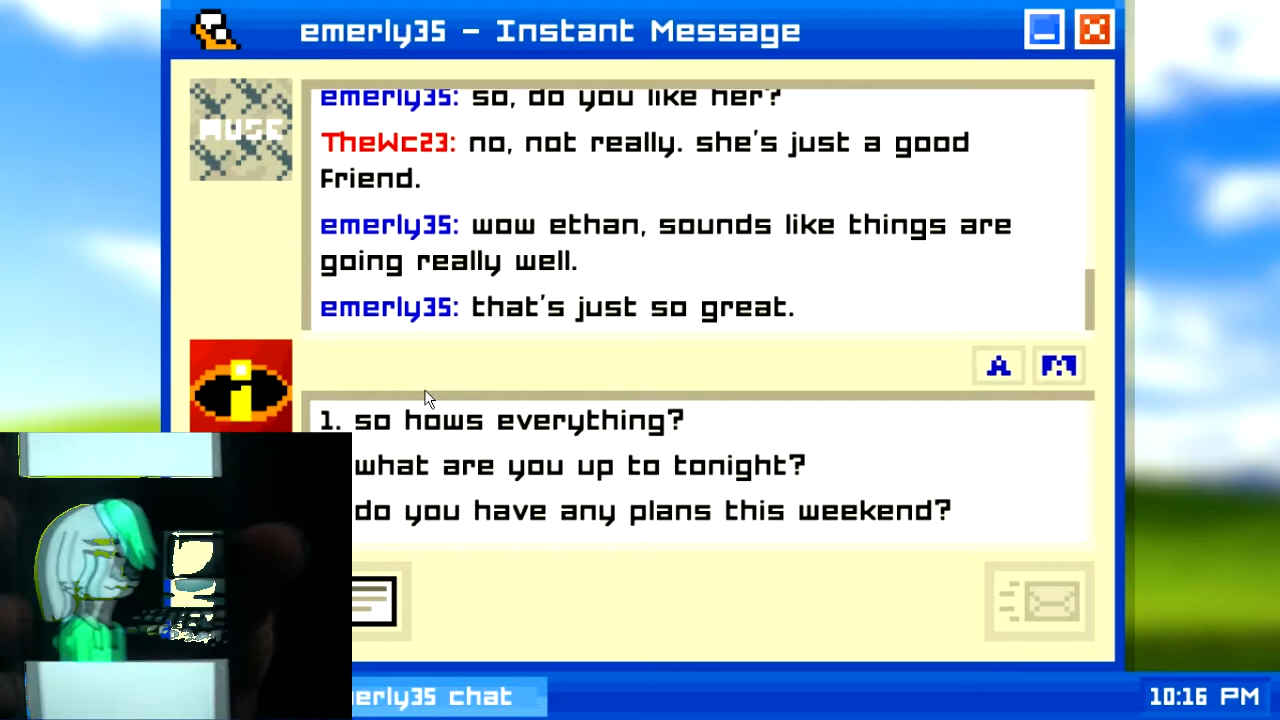 emerly35 - Instant Message
emerly35: so, do you like her?
MUSE
TheWc23: no, not really. she's just a good
friend.
emerly35: wow ethan, sounds like things are
going really well.
emerly35: that's just so great.
A
1. so hows everything?
what are you up to tonight?
do you have any plans this weekend?
erly35 chat
10:16 PM